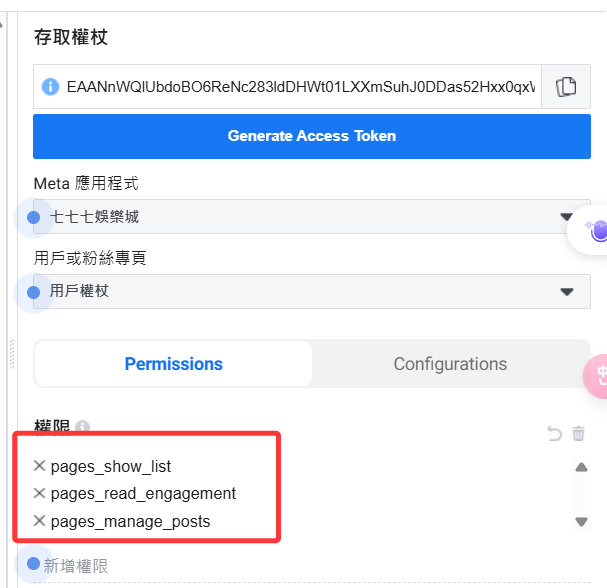 存取權杖
EAANnWQIUbdoBO6ReNc283ldDHWt01LXXmSuhJ0DDas52Hxx0qxW
Generate Access Token
Meta 應用程式
七七七娛樂城
用戶或粉絲專頁
用戶權杖
Permissions
Configurations
權限
pages_show_list
pages_read_engagement
pages_manage_posts
新增權限